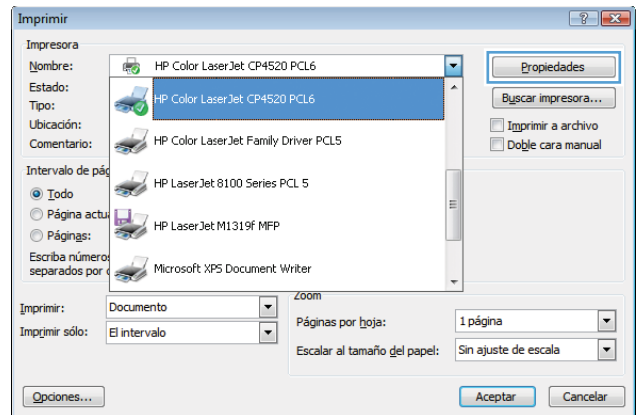 Imprimir
Impresora
Nombre: HP Color LaserJet CP4520 PCL6 Propiedades
Estado: HP Color LaserJet CP4520 PCL6 Buscar impresora...
Tipo:
Ubicación: Imprimir a archivo
Comentario: HP Color LaserJet Family Driver PCL5 Doble cara manual
Intervalo de pág
HP LaserJet 8100 Series PCL 5
Todo
Página actu
HP LaserJet M1319f MFP
Páginas:
Escriba números
separados por c
Microsoft XPS Document Writer
Zoom
Imprimir: Documento
Páginas por hoja: 1 página
Imprimir sólo: El intervalo
Escalar al tamaño del papel: Sin ajuste de escala
Opciones... Aceptar Cancelar